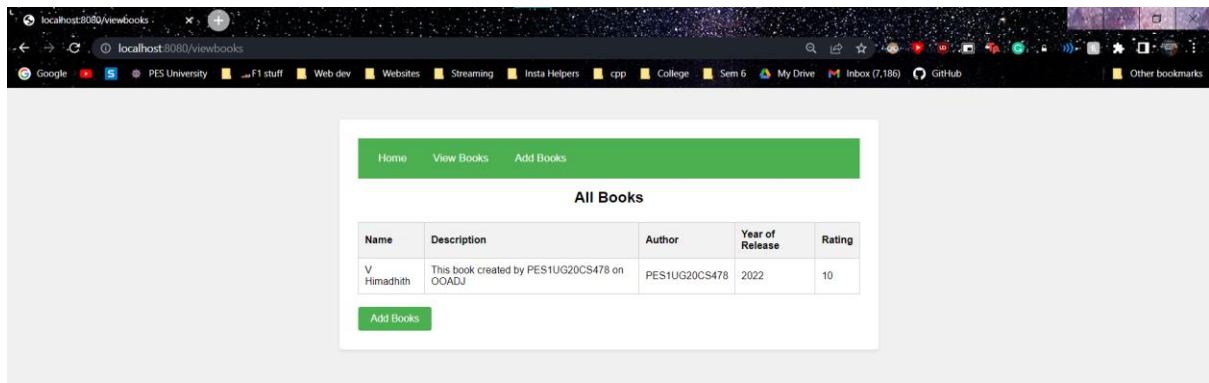 localhost:8080/viewbooks
localhost:8080/viewbooks
Google PES University F1 stuff Web dev Websites Streaming Insta Helpers cpp College Sem 6 My Drive Inbox (7,186) GitHub Other bookmarks
Home View Books Add Books
All Books
Name Description Author Year of Release Rating
V Himadhith This book created by PES1UG20CS478 on OOADJ PES1UG20CS478 2022 10
Add Books